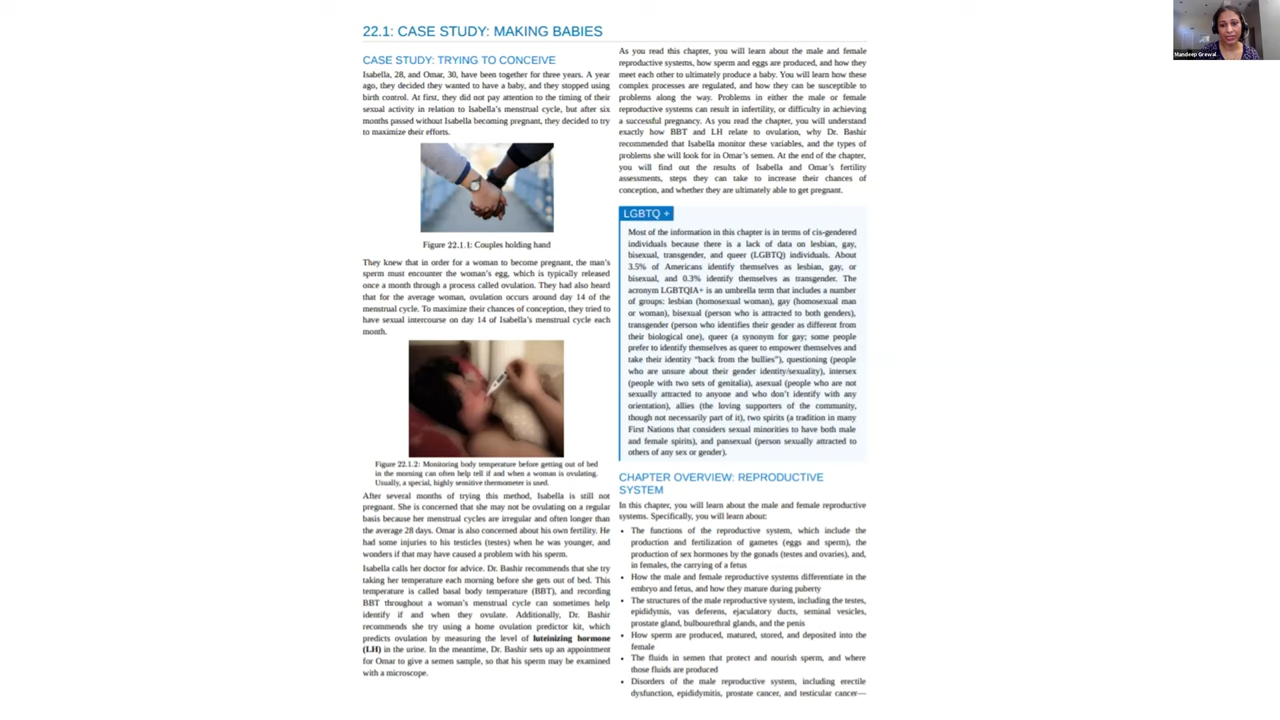 22.1: CASE STUDY: MAKING BABIES
CASE STUDY: TRYING TO CONCEIVE
Isabella, 28, and Omar, 30, have been together for three years. A year
ago, they decided they wanted to have a baby, and they stopped using
birth control. At first, they did not pay attention to the timing of their
sexual activity in relation to Isabella's menstrual cycle, but after six
months passed without Isabella becoming pregnant, they decided to try
to maximize their efforts.
Figure 22.1.1: Couples holding hand
They knew that in order for a woman to become pregnant, the man's
sperm must encounter the woman's egg, which is typically released
once a month through a process called ovulation. They had also heard
that for the average woman, ovulation occurs around day 14 of the
menstrual cycle. To maximize their chances of conception, they tried to
have sexual intercourse on day 14 of Isabella's menstrual cycle each
month.
Figure 22.1.2: Monitoring body temperature before getting out of bed
in the morning can often help tell if and when a woman is ovulating.
Usually, a special, highly sensitive thermometer is used.
After several months of trying this method, Isabella is still not
pregnant. She is concerned that she may not be ovulating on a regular
basis because her menstrual cycles are irregular and often longer than
the average 28 days. Omar is also concerned about his own fertility. He
had some injuries to his testicles (testes) when he was younger, and
wonders if that may have caused a problem with his sperm.
Isabella calls her doctor for advice. Dr. Bashir recommends that she try
taking her temperature each morning before she gets out of bed. This
temperature is called basal body temperature (BBT), and recording
BBT throughout a woman's menstrual cycle can sometimes help
identify if and when they ovulate. Additionally, Dr. Bashir
recommends she try using a home ovulation predictor kit, which
predicts ovulation by measuring the level of luteinizing hormone
(LH) in the urine. In the meantime, Dr. Bashir sets up an appointment
for Omar to give a semen sample, so that his sperm may be examined
with a microscope.
As you read this chapter, you will learn about the male and female
reproductive systems, how sperm and eggs are produced, and how they
meet each other to ultimately produce a baby. You will learn how these
complex processes are regulated, and how they can be susceptible to
problems along the way. Problems in either the male or female
reproductive systems can result in infertility, or difficulty in achieving
a successful pregnancy. As you read the chapter, you will understand
exactly how BBT and LH relate to ovulation, why Dr. Bashir
recommended that Isabella monitor these variables, and the types of
problems she will look for in Omar's semen. At the end of the chapter,
you will find out the results of Isabella and Omar's fertility
assessments, steps they can take to increase their chances of
conception, and whether they are ultimately able to get pregnant.
LGBTQ +
Most of the information in this chapter is in terms of cis-gendered
individuals because there is a lack of data on lesbian, gay,
bisexual, transgender, and queer (LGBTQ) individuals. About
3.5% of Americans identify themselves as lesbian, gay, or
bisexual, and 0.3% identify themselves as transgender. The
acronym LGBTQIA+ is an umbrella term that includes a number
of groups: lesbian (homosexual woman), gay (homosexual man
or woman), bisexual (person who is attracted to both genders),
transgender (person who identifies their gender as different from
their biological one), queer (a synonym for gay; some people
prefer to identify themselves as queer to empower themselves and
take their identity "back from the bullies"), questioning (people
who are unsure about their gender identity/sexuality), intersex
(people with two sets of genitalia), asexual (people who are not
sexually attracted to anyone and who don't identify with any
orientation), allies (the loving supporters of the community,
though not necessarily part of it), two spirits (a tradition in many
First Nations that considers sexual minorities to have both male
and female spirits), and pansexual (person sexually attracted to
others of any sex or gender).
CHAPTER OVERVIEW: REPRODUCTIVE
SYSTEM
In this chapter, you will learn about the male and female reproductive
systems. Specifically, you will learn about:
• The functions of the reproductive system, which include the
production and fertilization of gametes (eggs and sperm), the
production of sex hormones by the gonads (testes and ovaries), and,
in females, the carrying of a fetus
• How the male and female reproductive systems differentiate in the
embryo and fetus, and how they mature during puberty
• The structures of the male reproductive system, including the testes,
epididymis, vas deferens, ejaculatory ducts, seminal vesicles,
prostate gland, bulbourethral glands, and the penis
• How sperm are produced, matured, stored, and deposited into the
female
• The fluids in semen that protect and nourish sperm, and where
those fluids are produced
• Disorders of the male reproductive system, including erectile
dysfunction, epididymitis, prostate cancer, and testicular cancer—
Mandeep Grewal